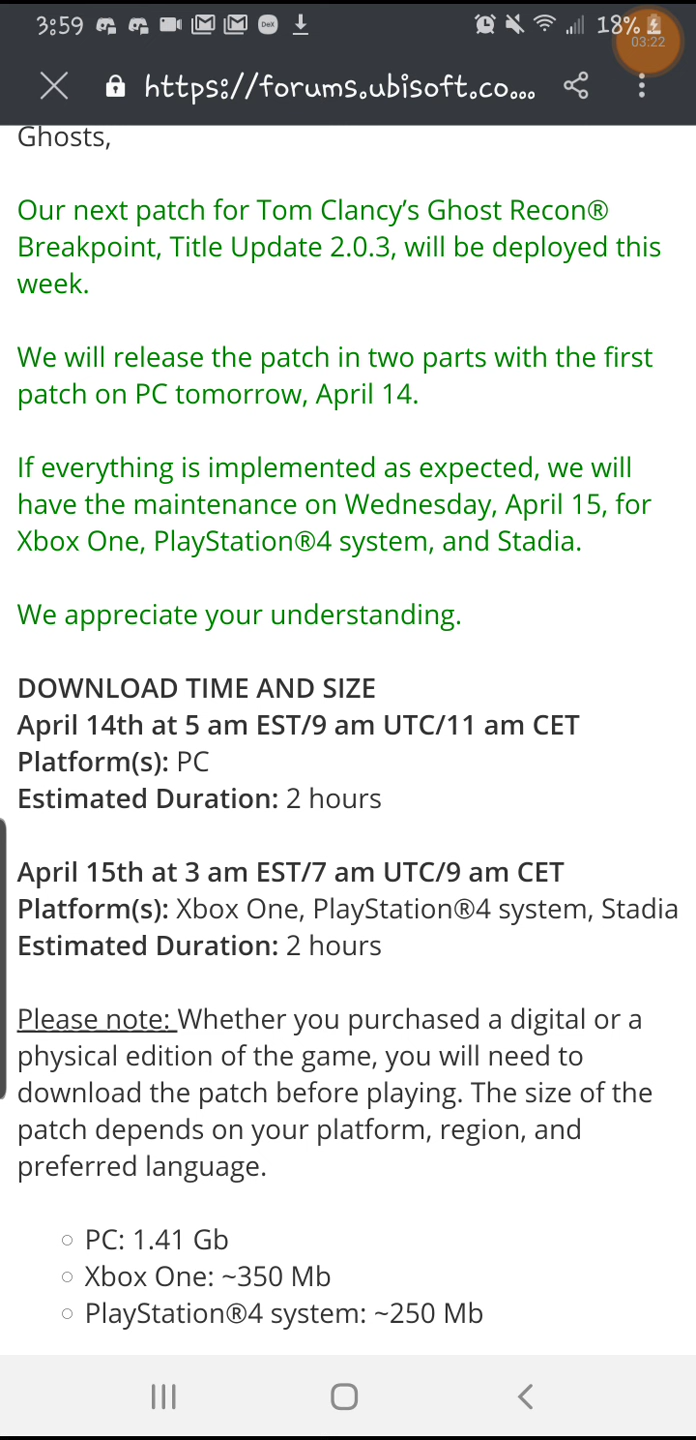 3:59
DeX
18%
03:22
https://forums.ubisoft.co...
Ghosts,
Our next patch for Tom Clancy's Ghost Recon®
Breakpoint, Title Update 2.0.3, will be deployed this
week.
We will release the patch in two parts with the first
patch on PC tomorrow, April 14.
If everything is implemented as expected, we will
have the maintenance on Wednesday, April 15, for
Xbox One, PlayStation®4 system, and Stadia.
We appreciate your understanding.
DOWNLOAD TIME AND SIZE
April 14th at 5 am EST/9 am UTC/11 am CET
Platform(s): PC
Estimated Duration: 2 hours
April 15th at 3 am EST/7 am UTC/9 am CET
Platform(s): Xbox One, PlayStation®4 system, Stadia
Estimated Duration: 2 hours
Please note: Whether you purchased a digital or a
physical edition of the game, you will need to
download the patch before playing. The size of the
patch depends on your platform, region, and
preferred language.
PC: 1.41 Gb
Xbox One: ~350 Mb
PlayStation®4 system: ~250 Mb